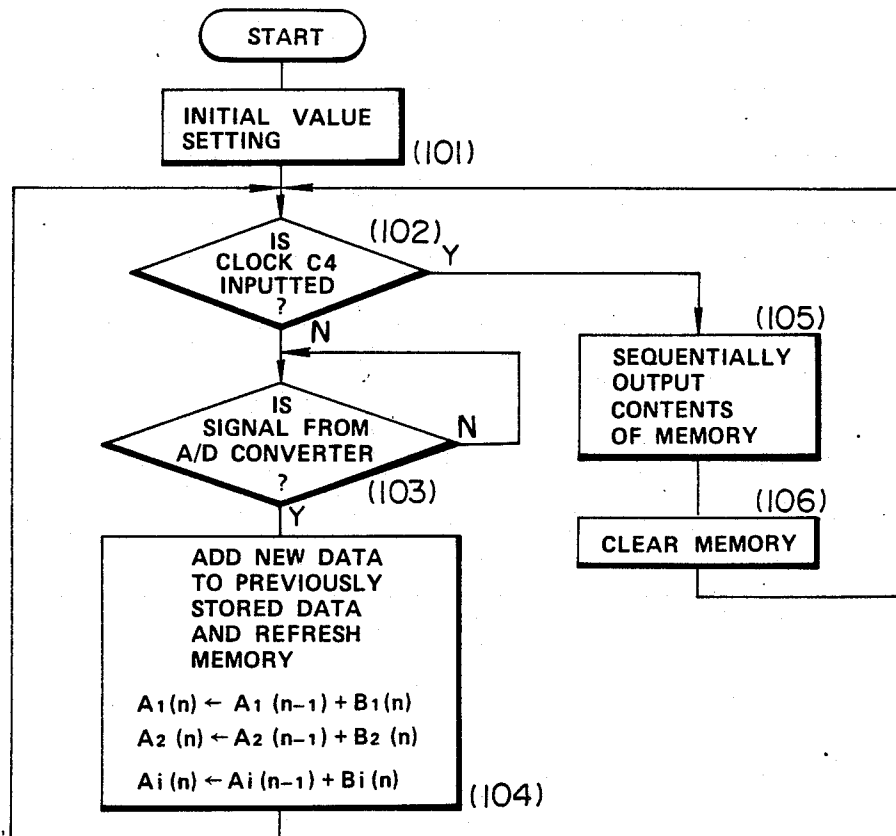 START
INITIAL VALUE
SETTING
(101)
(102)
IS
CLOCK C4
INPUTTED
?
Y
N
(103)
IS
SIGNAL FROM
A/D CONVERTER
?
N
Y
ADD NEW DATA
TO PREVIOUSLY
STORED DATA
AND REFRESH
MEMORY
A1(n) ← A1 (n-1) + B1(n)
A2 (n) ← A2 (n-1) + B2 (n)
Ai(n) ← Ai(n-1) + Bi(n)
(104)
(105)
SEQUENTIALLY
OUTPUT
CONTENTS
OF MEMORY
(106)
CLEAR MEMORY